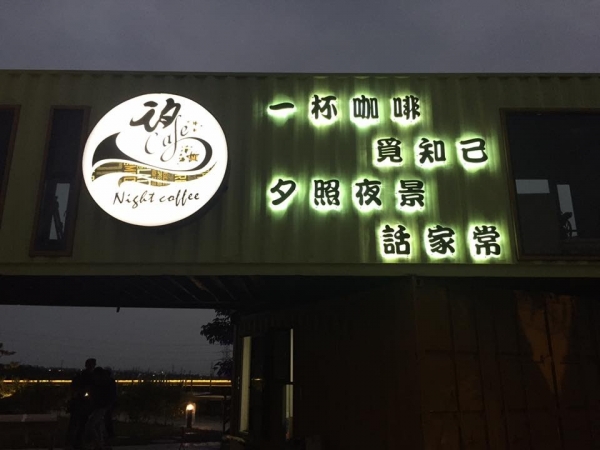 Cafe
Night coffee
一杯咖啡
覓知己
夕照夜景
話家常